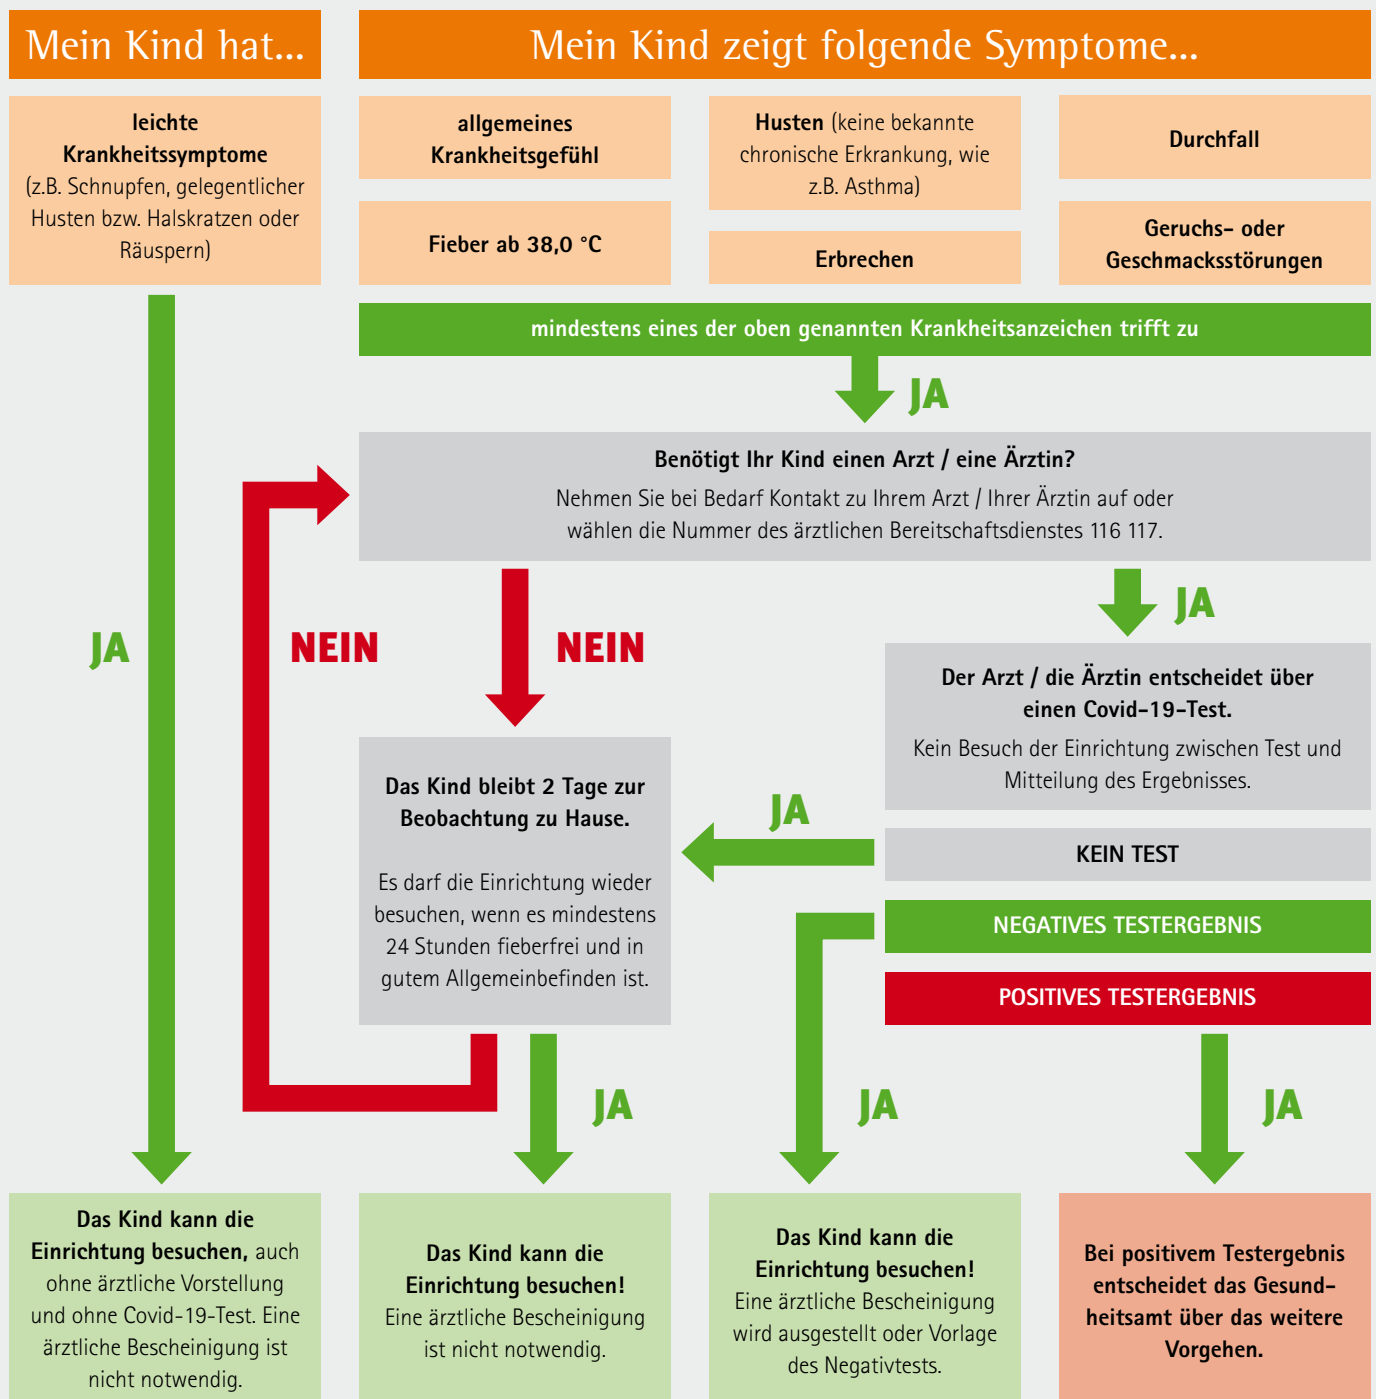 Mein Kind hat...
Mein Kind zeigt folgende Symptome...
leichte
Krankheitssymptome
(z.B. Schnupfen, gelegentlicher
Husten bzw. Halskratzen oder
Räuspern)
allgemeines
Krankheitsgefühl
Fieber ab 38,0 °C
Husten (keine bekannte
chronische Erkrankung, wie
z.B. Asthma)
Erbrechen
Durchfall
Geruchs- oder
Geschmacksstörungen
mindestens eines der oben genannten Krankheitsanzeichen trifft zu
JA
Benötigt Ihr Kind einen Arzt / eine Ärztin?
Nehmen Sie bei Bedarf Kontakt zu Ihrem Arzt / Ihrer Ärztin auf oder
wählen die Nummer des ärztlichen Bereitschaftsdienstes 116 117.
JA
NEIN
NEIN
JA
Der Arzt / die Ärztin entscheidet über
einen Covid-19-Test.
Kein Besuch der Einrichtung zwischen Test und
Mitteilung des Ergebnisses.
Das Kind bleibt 2 Tage zur
Beobachtung zu Hause.
Es darf die Einrichtung wieder
besuchen, wenn es mindestens
24 Stunden fieberfrei und in
gutem Allgemeinbefinden ist.
JA
KEIN TEST
NEGATIVES TESTERGEBNIS
POSITIVES TESTERGEBNIS
JA
JA
JA
Das Kind kann die
Einrichtung besuchen, auch
ohne ärztliche Vorstellung
und ohne Covid-19-Test. Eine
ärztliche Bescheinigung ist
nicht notwendig.
Das Kind kann die
Einrichtung besuchen!
Eine ärztliche Bescheinigung
ist nicht notwendig.
Das Kind kann die
Einrichtung besuchen!
Eine ärztliche Bescheinigung
wird ausgestellt oder Vorlage
des Negativtests.
Bei positivem Testergebnis
entscheidet das Gesund-
heitsamt über das weitere
Vorgehen.